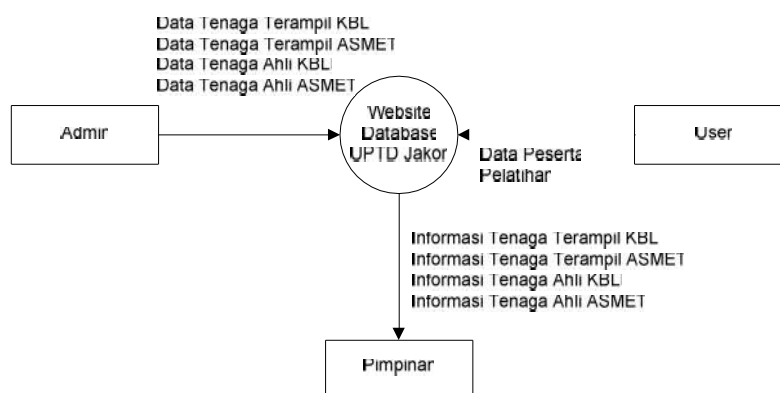 Data Tenaga Terampil KBL
Data Tenaga Terampil ASMET
Data Tenaga Ahli KBLI
Data Tenaga Ahli ASMET
Admin
Website
Database
UPTD Jakon
User
Data Peserta
Pelatihan
Informasi Tenaga Terampil KBL
Informasi Tenaga Terampil ASMET
Informasi Tenaga Ahli KBLI
Informasi Tenaga Ahli ASMET
Pimpinan